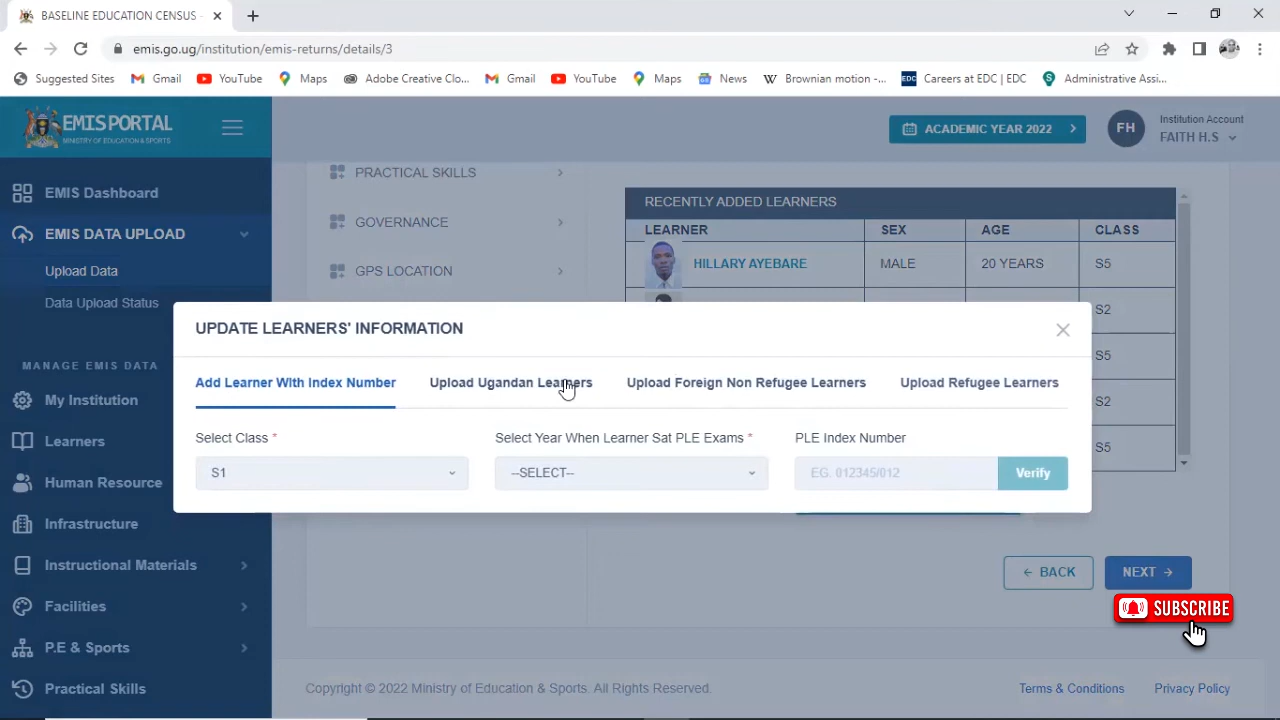 BASELINE EDUCATION CENSUS -
emis.go.ug/institution/emis-returns/details/3
Suggested Sites Gmail YouTube Maps Adobe Creative Clo... Gmail YouTube Maps News Brownian motion -... EDC Careers at EDC | EDC Administrative Assi...
EMIS PORTAL
MINISTRY OF EDUCATION & SPORTS
ACADEMIC YEAR 2022
FH
Institution Account
FAITH H.S
EMIS Dashboard
EMIS DATA UPLOAD
Upload Data
Data Upload Status
MANAGE EMIS DATA
My Institution
Learners
Human Resource
Infrastructure
Instructional Materials
Facilities
P.E & Sports
Practical Skills
PRACTICAL SKILLS
GOVERNANCE
GPS LOCATION
RECENTLY ADDED LEARNERS
LEARNER SEX AGE CLASS
HILLARY AYEBARE MALE 20 YEARS S5
S2
S5
S2
S5
UPDATE LEARNERS' INFORMATION
Add Learner With Index Number Upload Ugandan Learners Upload Foreign Non Refugee Learners Upload Refugee Learners
Select Class * Select Year When Learner Sat PLE Exams * PLE Index Number
S1 --SELECT-- EG. 012345/012 Verify
BACK NEXT
SUBSCRIBE
Copyright © 2022 Ministry of Education & Sports. All Rights Reserved. Terms & Conditions Privacy Policy